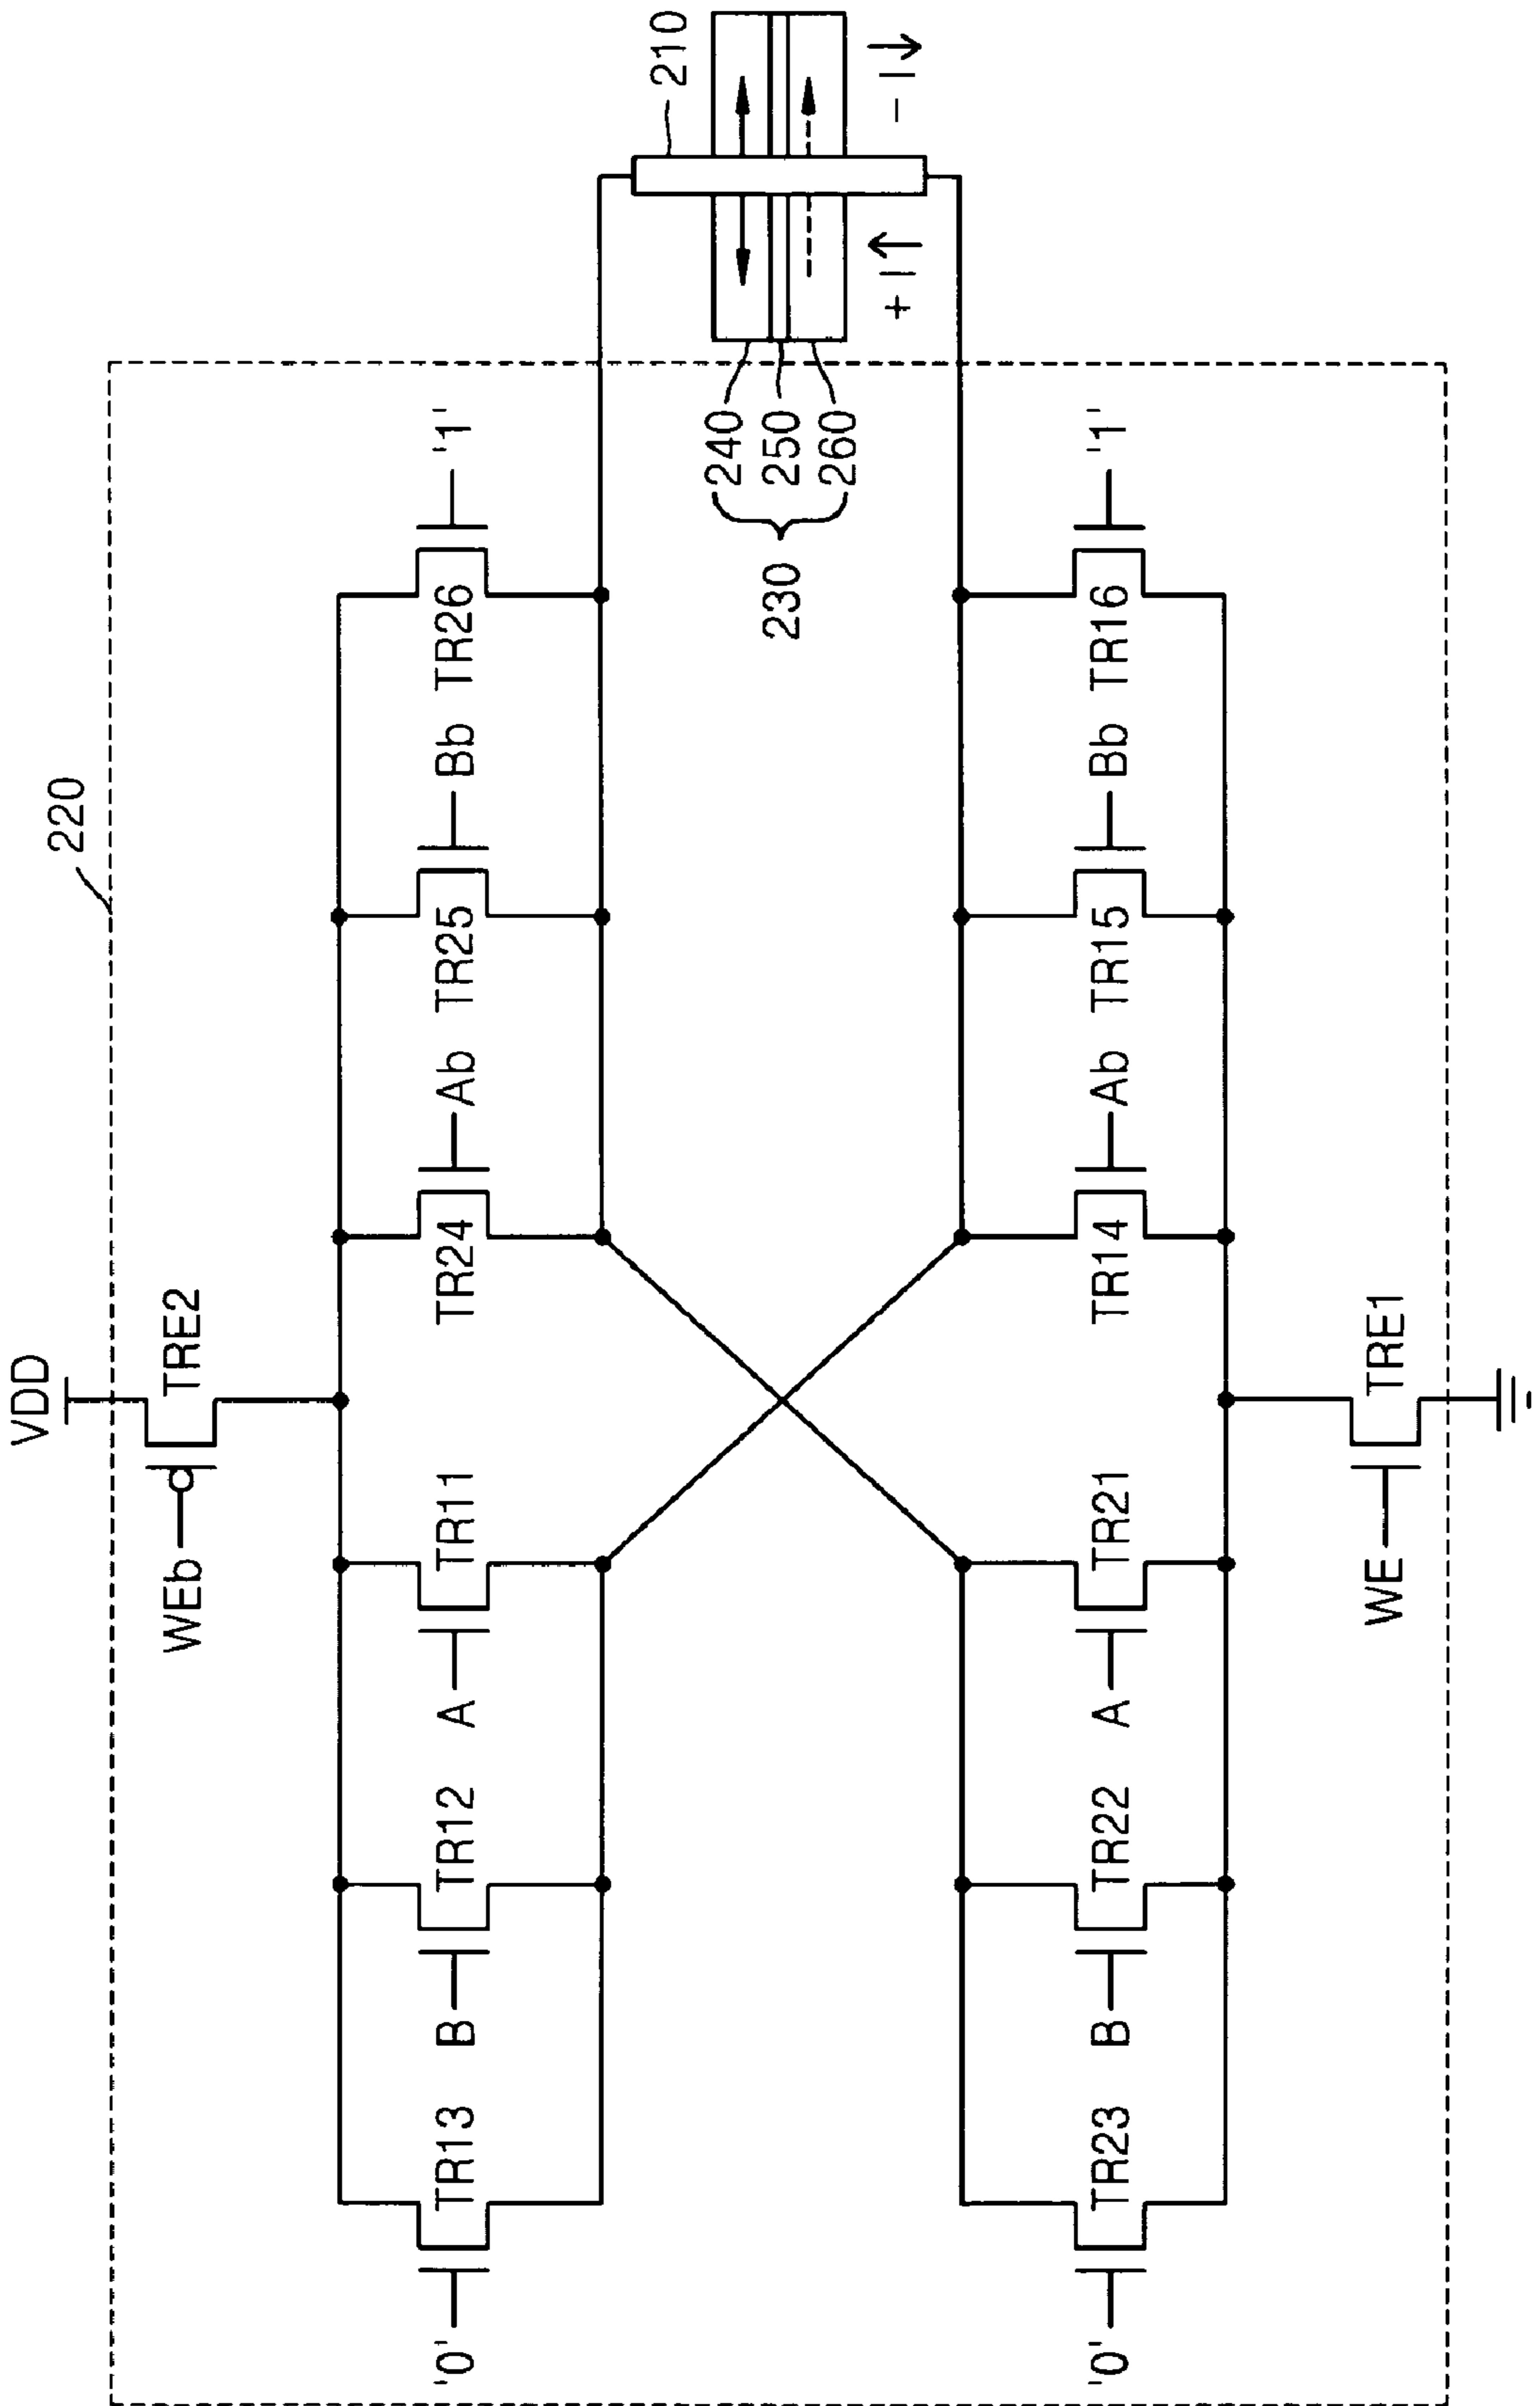 220
VDD
WEb
TRE2
'0'
TR13
B
TR12
A
TR11
TR24
Ab
TR25
Bb
TR26
'1'
210
240
250
260
230
+ I
- I
'0'
TR23
B
TR22
A
TR21
TR14
Ab
TR15
Bb
TR16
'1'
WE
TRE1